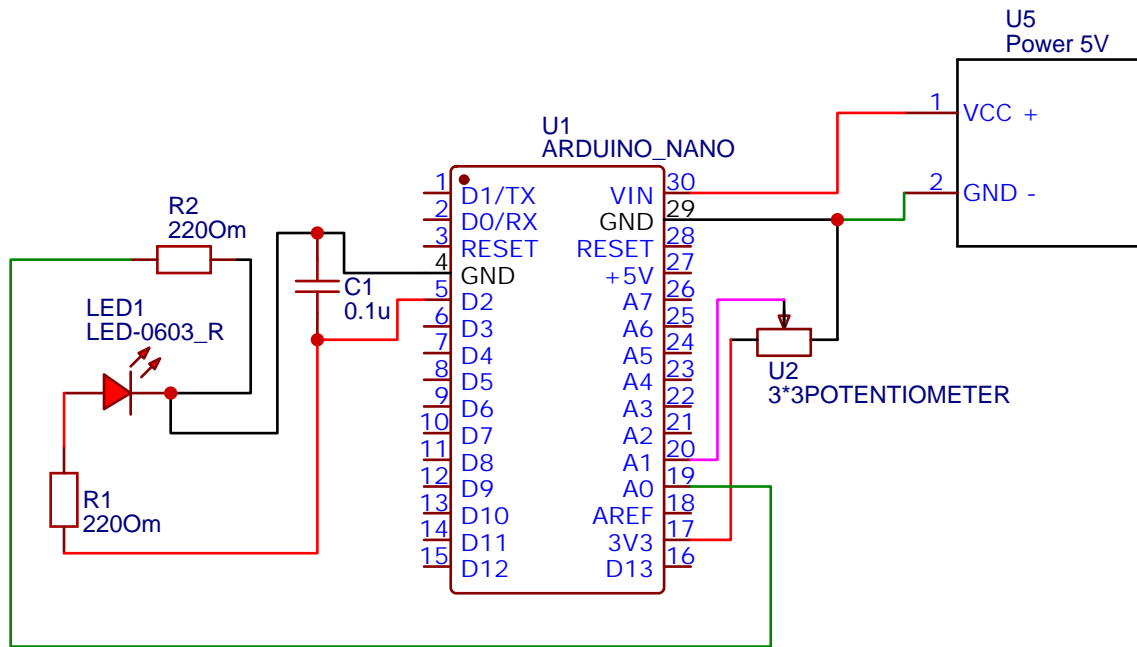 U5
Power 5V
1 VCC +
2 GND -
U1
ARDUINO_NANO
1 D1/TX
2 D0/RX
3 RESET
4 GND
5 D2
6 D3
7 D4
8 D5
9 D6
10 D7
11 D8
12 D9
13 D10
14 D11
15 D12
VIN 30
GND 29
RESET 28
+5V 27
A7 26
A6 25
A5 24
A4 23
A3 22
A2 21
A1 20
A0 19
AREF 18
3V3 17
D13 16
R2
220Om
C1
0.1u
LED1
LED-0603_R
R1
220Om
U2
3*3POTENTIOMETER